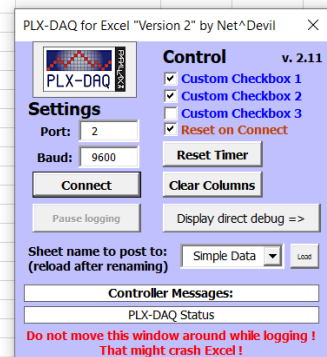 PLX-DAQ for Excel "Version 2" by Net^Devil
PARALLAX
PLX-DAQ
Control v. 2.11
Custom Checkbox 1
Custom Checkbox 2
Custom Checkbox 3
Reset on Connect
Settings
Port: 2
Baud: 9600
Reset Timer
Connect
Clear Columns
Pause logging
Display direct debug =>
Sheet name to post to:
(reload after renaming)
Simple Data
Load
Controller Messages:
PLX-DAQ Status
Do not move this window around while logging !
That might crash Excel !